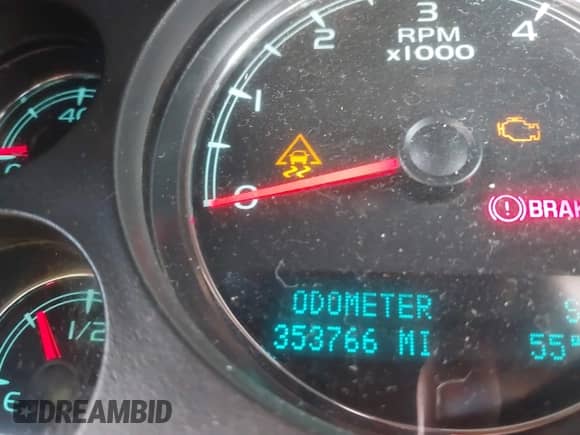 3
2
4
RPM
x1000
40
1
0
BRAK
ODOMETER
353766 MI
55°
1/2
E
DREAMBID